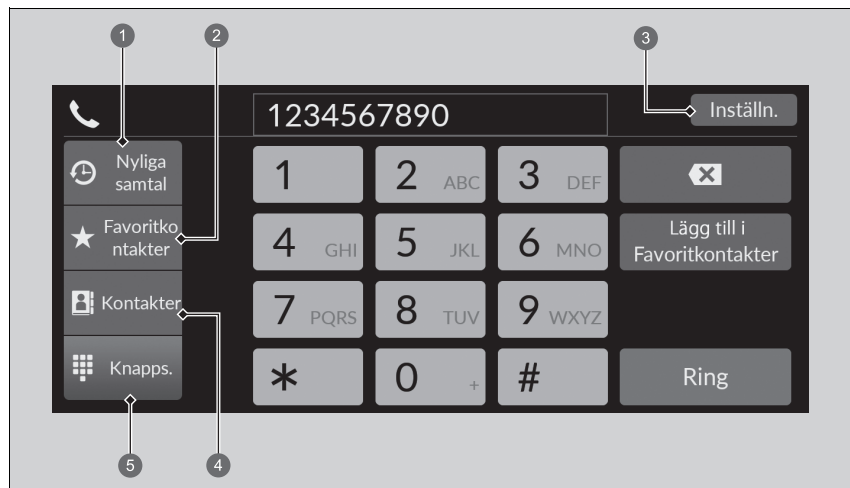 1
2
3
1234567890
Inställn.
Nyliga
samtal
Favoritko
ntakter
Kontakter
Knapps.
1
2 ABC
3 DEF
4 GHI
5 JKL
6 MNO
Lägg till i
Favoritkontakter
7 PQRS
8 TUV
9 WXYZ
*
0 +
#
Ring
5
4